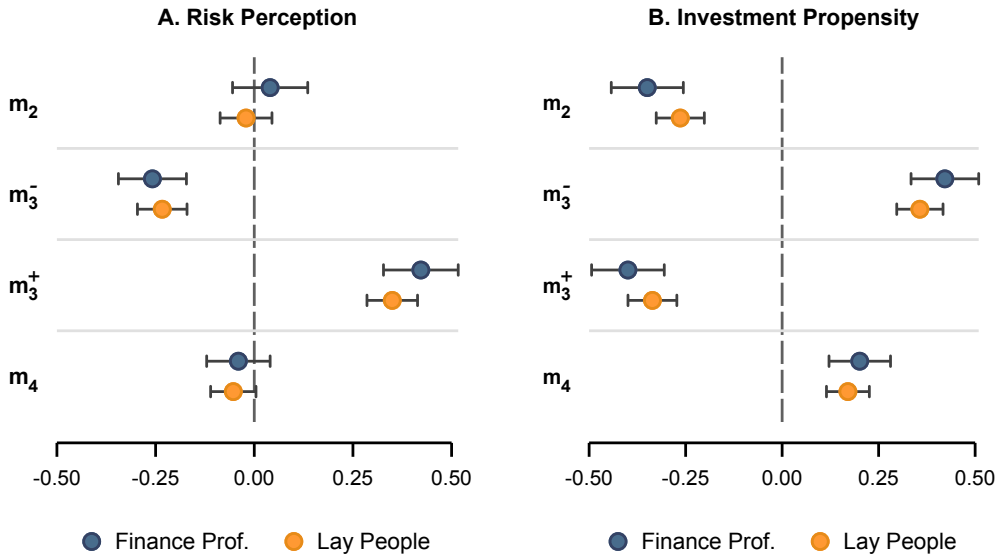 A. Risk Perception
m₂
m₃⁻
m₃⁺
m₄
-0.50 -0.25 0.00 0.25 0.50
Finance Prof. Lay People
B. Investment Propensity
m₂
m₃⁻
m₃⁺
m₄
-0.50 -0.25 0.00 0.25 0.50
Finance Prof. Lay People